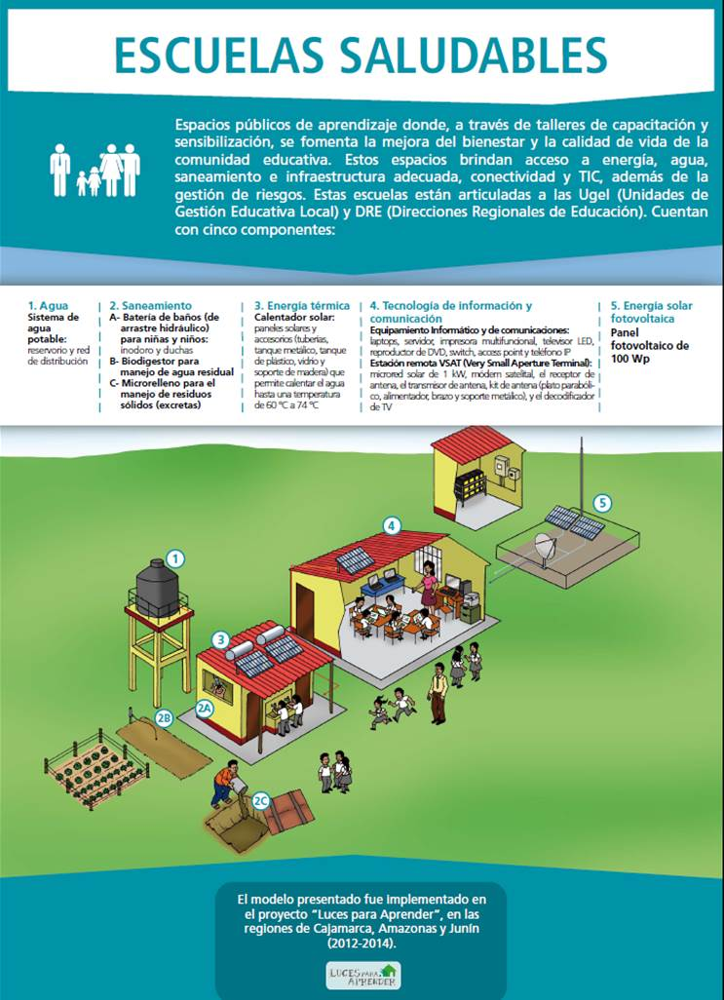 ESCUELAS SALUDABLES
Espacios públicos de aprendizaje donde, a través de talleres de capacitación y
sensibilización, se fomenta la mejora del bienestar y la calidad de vida de la
comunidad educativa. Estos espacios brindan acceso a energía, agua,
saneamiento e infraestructura adecuada, conectividad y TIC, además de la
gestión de riesgos. Estas escuelas están articuladas a las Ugel (Unidades de
Gestión Educativa Local) y DRE (Direcciones Regionales de Educación). Cuentan
con cinco componentes:
1. Agua
Sistema de
agua
potable:
reservorio y red
de distribución
2. Saneamiento
A- Batería de baños (de
arrastre hidráulico)
para niñas y niños:
inodoro y duchas
B- Biodigestor para
manejo de agua residual
C- Microrelleno para el
manejo de residuos
sólidos (excretas)
3. Energía térmica
Calentador solar:
paneles solares y
accesorios (tuberías,
tanque metálico, tanque
de plástico, vidrio y
soporte de madera) que
permite calentar el agua
hasta una temperatura
de 60 °C a 74 °C
4. Tecnología de información y
comunicación
Equipamiento Informático y de comunicaciones:
laptops, servidor, impresora multifuncional, televisor LED,
reproductor de DVD, switch, access point y teléfono IP
Estación remota VSAT (Very Small Aperture Terminal):
microred solar de 1 kW, módem satelital, el receptor de
antena, el transmisor de antena, kit de antena (plato parabóli-
co, alimentador, brazo y soporte metálico), y el decodificador
de TV
5. Energía solar
fotovoltaica
Panel
fotovoltaico de
100 Wp
5
4
1
3
2A
2B
2C
El modelo presentado fue implementado en
el proyecto “Luces para Aprender”, en las
regiones de Cajamarca, Amazonas y Junín
(2012-2014).
LUCES PARA
APRENDER